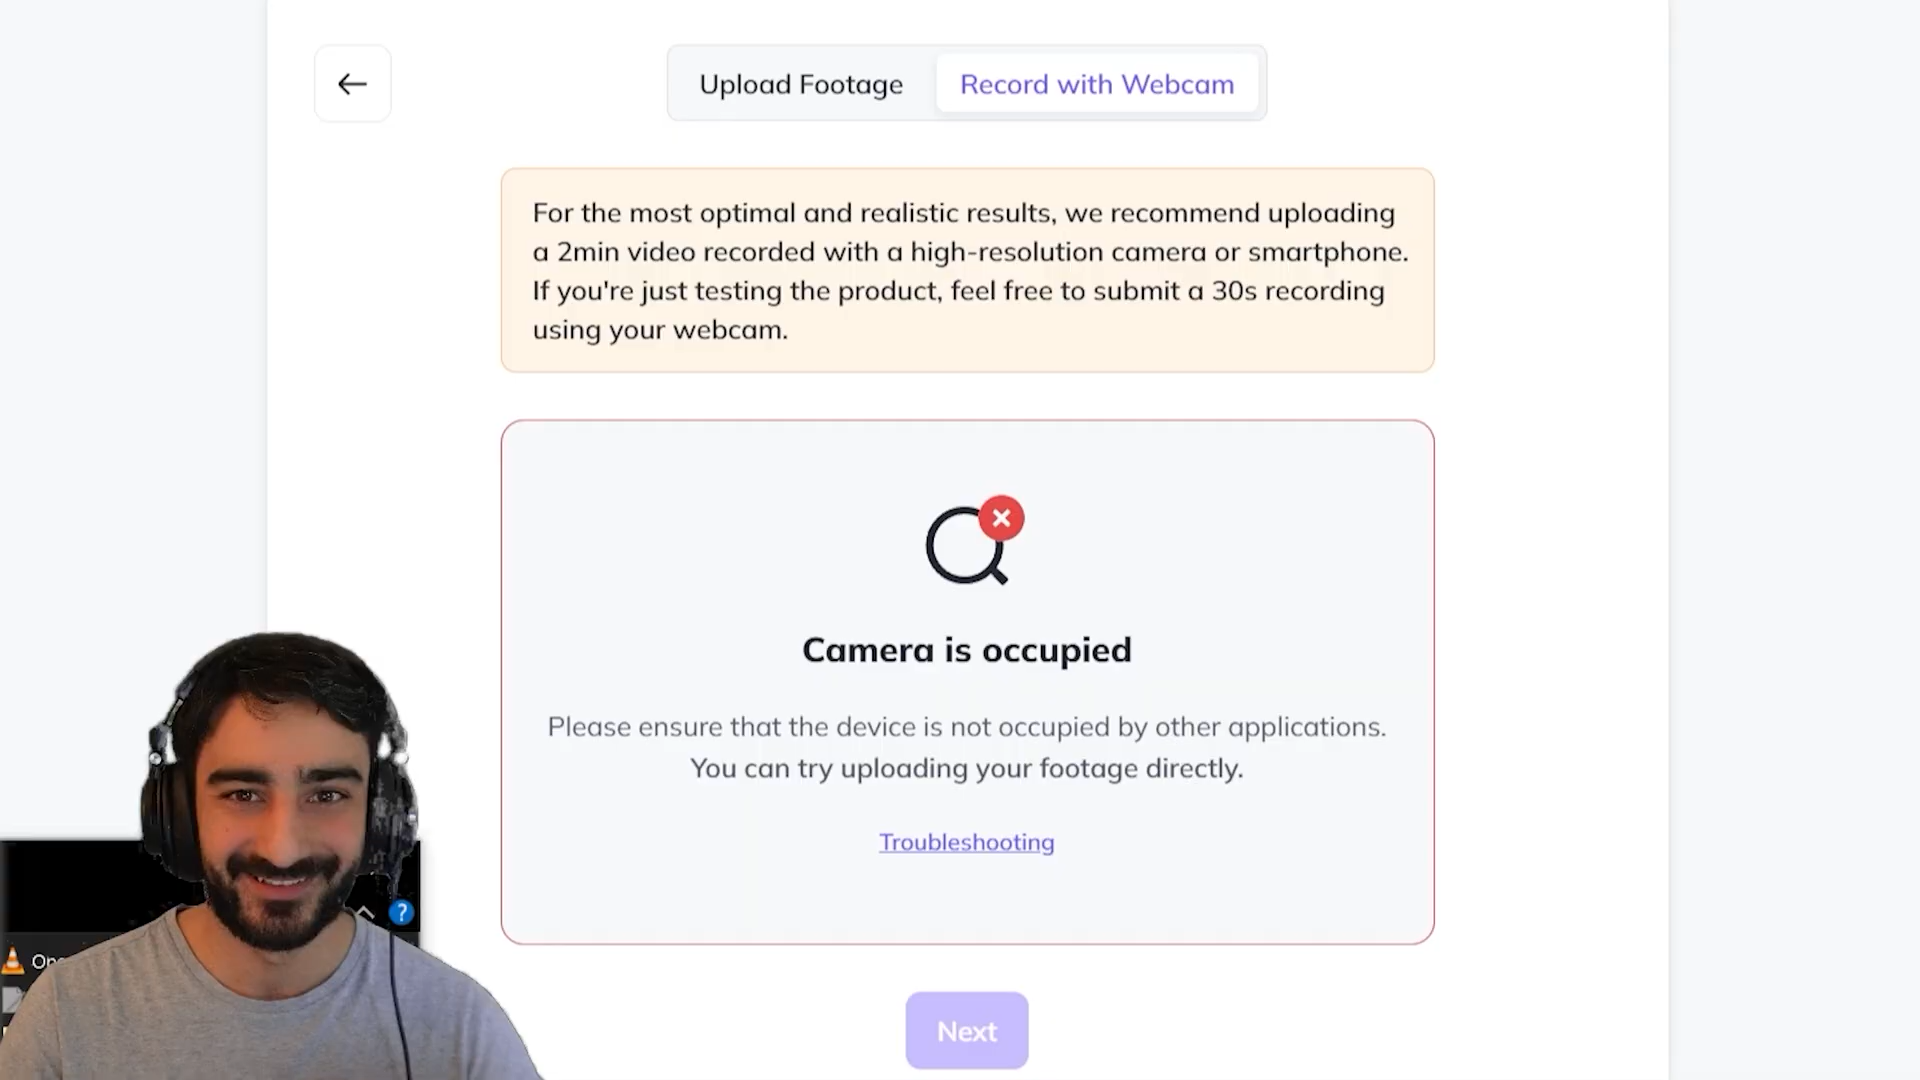 Upload Footage
Record with Webcam
For the most optimal and realistic results, we recommend uploading
a 2min video recorded with a high-resolution camera or smartphone.
If you're just testing the product, feel free to submit a 30s recording
using your webcam.
Camera is occupied
Please ensure that the device is not occupied by other applications.
You can try uploading your footage directly.
Troubleshooting
?
Next